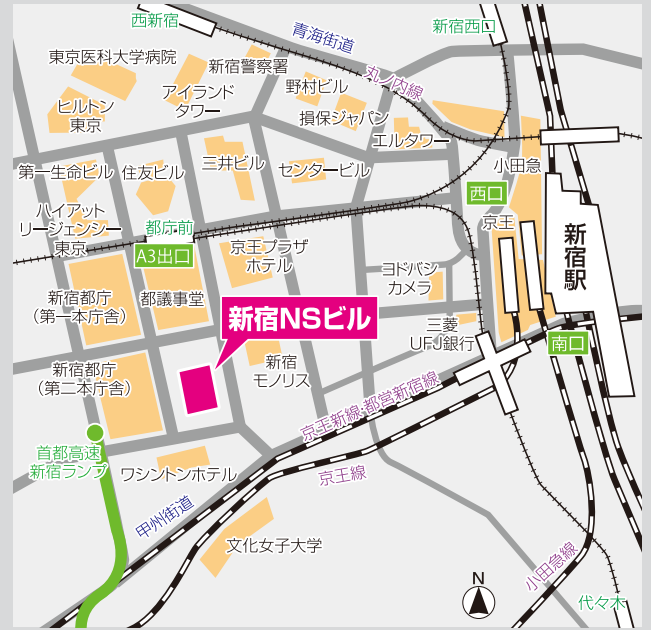 西新宿
青海街道
新宿西口
東京医科大学病院
新宿警察署
丸ノ内線
野村ビル
アイランド
タワー
ヒルトン
東京
損保ジャパン
エルタワー
三井ビル
センタービル
小田急
第一生命ビル
住友ビル
西口
ハイアット
リージェンシー
東京
都庁前
A3出口
京王プラザ
ホテル
京王
新宿駅
ヨドバシ
カメラ
新宿都庁
（第一本庁舎）
都議事堂
新宿NSビル
三菱
UFJ銀行
南口
新宿
モノリス
新宿都庁
（第二本庁舎）
京王新線・都営新宿線
首都高速
新宿ランプ
ワシントンホテル
京王線
甲州街道
文化女子大学
小田急線
N
代々木